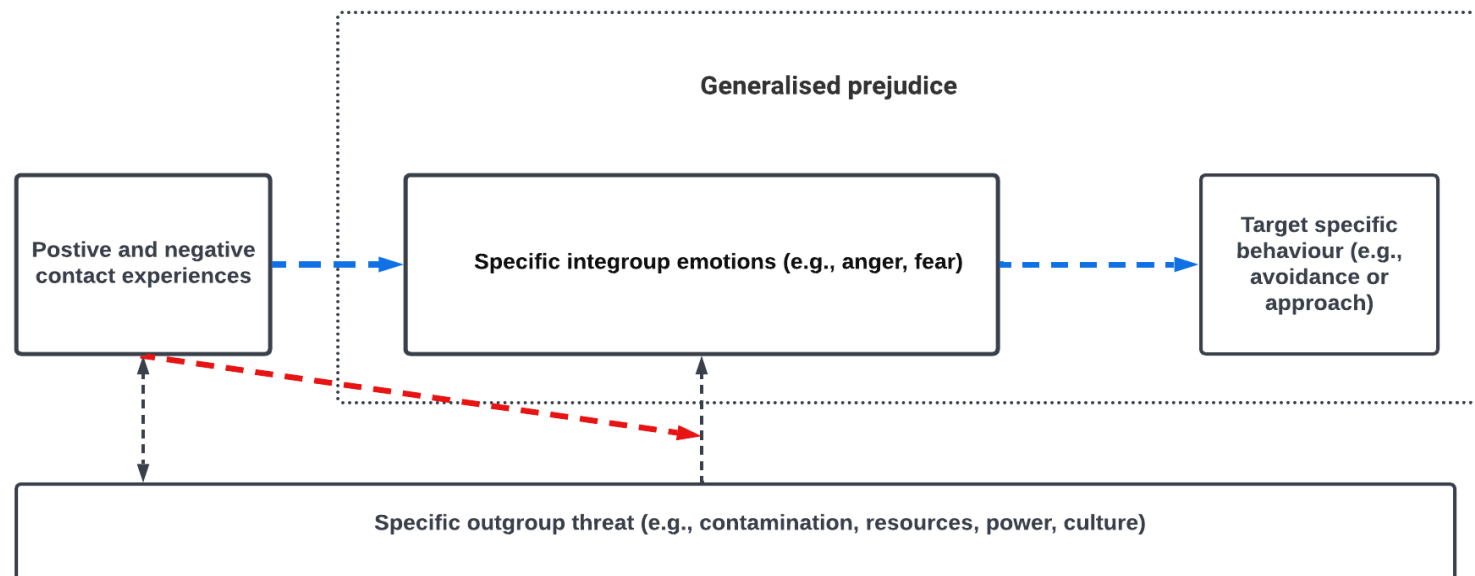 Generalised prejudice
Postive and negative
contact experiences
Specific integroup emotions (e.g., anger, fear)
Target specific
behaviour (e.g.,
avoidance or
approach)
Specific outgroup threat (e.g., contamination, resources, power, culture)